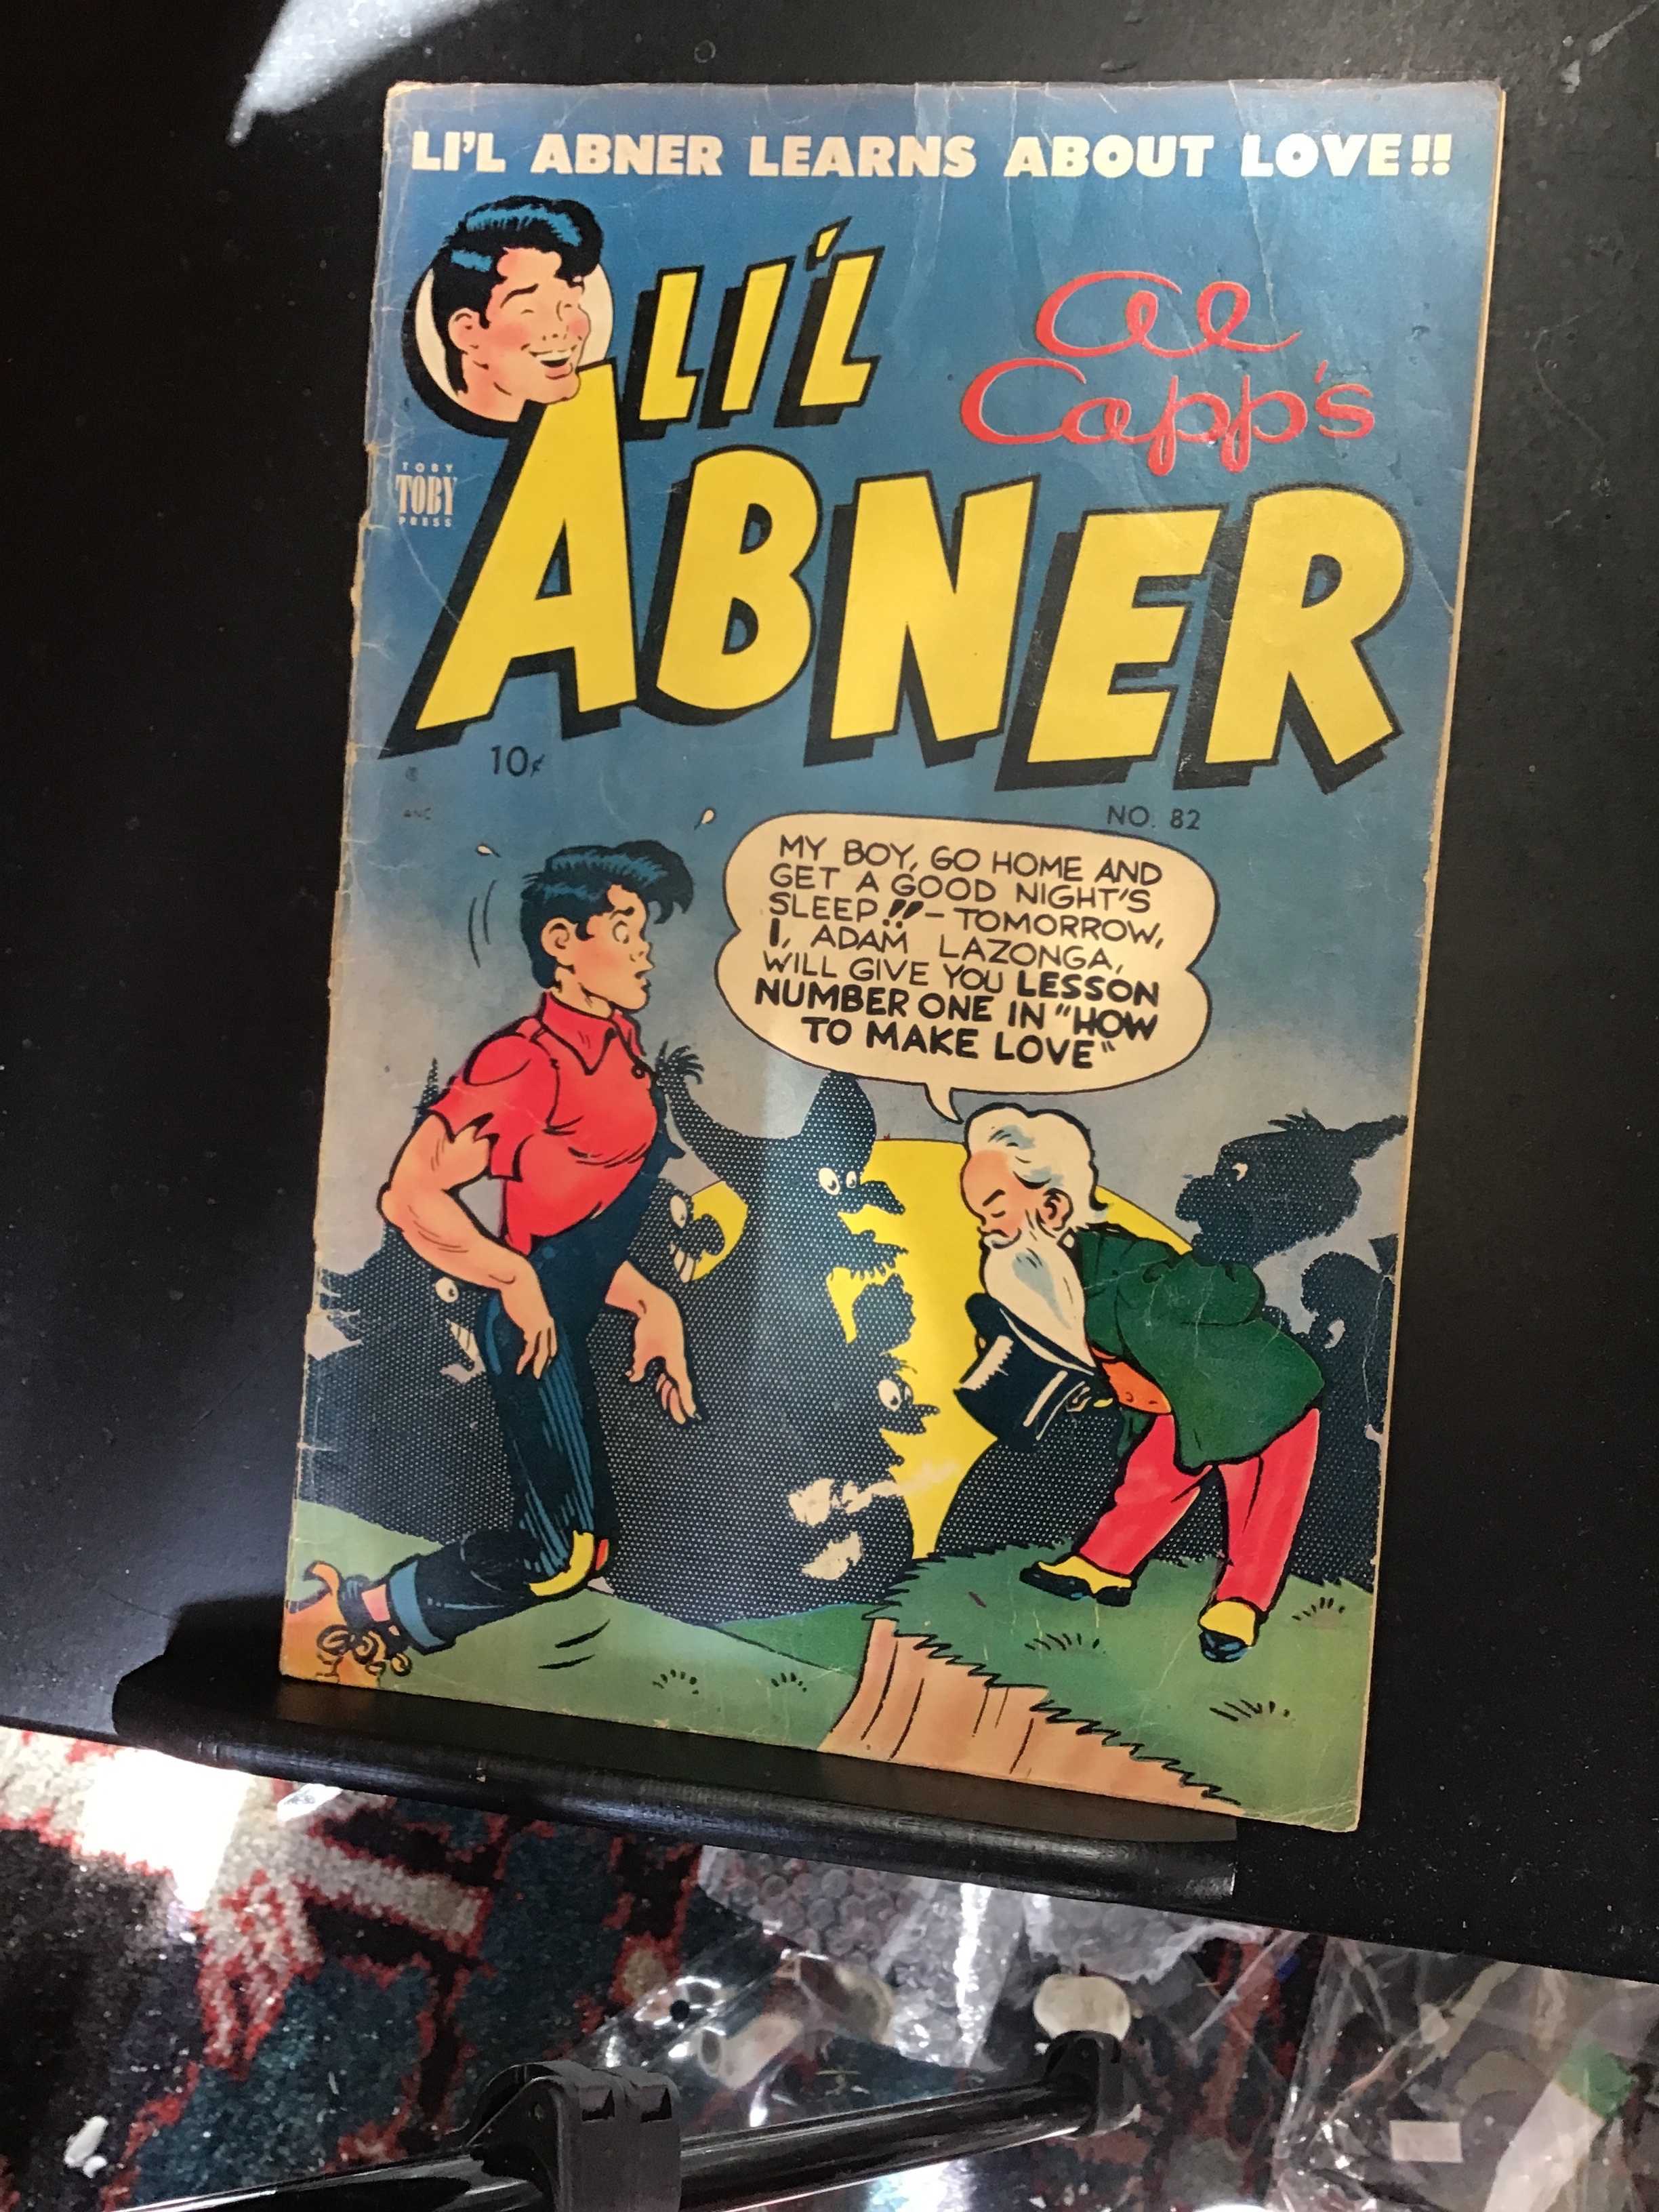 LI'L ABNER LEARNS ABOUT LOVE!!
LI'L
Al
Capp's
ABNER
TOBY
TOBY
PRESS
10¢
ANC
NO. 82
MY BOY, GO HOME AND
GET A GOOD NIGHT'S
SLEEP!! - TOMORROW,
I, ADAM LAZONGA,
WILL GIVE YOU LESSON
NUMBER ONE IN "HOW
TO MAKE LOVE"